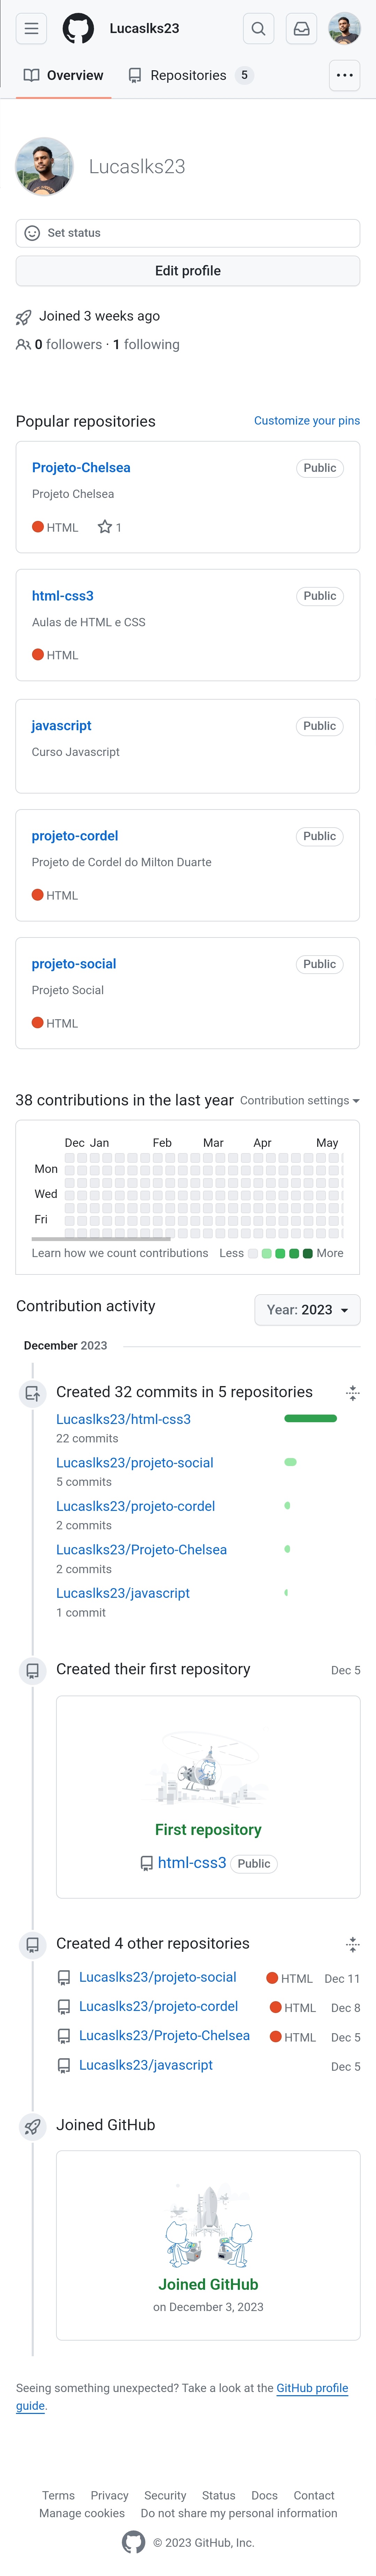 Lucaslks23
Overview
Repositories 5
Lucaslks23
Set status
Edit profile
Joined 3 weeks ago
0 followers · 1 following
Popular repositories
Customize your pins
Projeto-Chelsea
Public
Projeto Chelsea
HTML
1
html-css3
Public
Aulas de HTML e CSS
HTML
javascript
Public
Curso Javascript
projeto-cordel
Public
Projeto de Cordel do Milton Duarte
HTML
projeto-social
Public
Projeto Social
HTML
38 contributions in the last year
Contribution settings
Dec Jan Feb Mar Apr May
Mon
Wed
Fri
Learn how we count contributions
Less
More
Contribution activity
Year: 2023
December 2023
Created 32 commits in 5 repositories
Lucaslks23/html-css3
22 commits
Lucaslks23/projeto-social
5 commits
Lucaslks23/projeto-cordel
2 commits
Lucaslks23/Projeto-Chelsea
2 commits
Lucaslks23/javascript
1 commit
Created their first repository
Dec 5
First repository
html-css3 Public
Created 4 other repositories
Lucaslks23/projeto-social HTML Dec 11
Lucaslks23/projeto-cordel HTML Dec 8
Lucaslks23/Projeto-Chelsea HTML Dec 5
Lucaslks23/javascript Dec 5
Joined GitHub
Joined GitHub
on December 3, 2023
Seeing something unexpected? Take a look at the GitHub profile
guide.
Terms Privacy Security Status Docs Contact
Manage cookies Do not share my personal information
© 2023 GitHub, Inc.